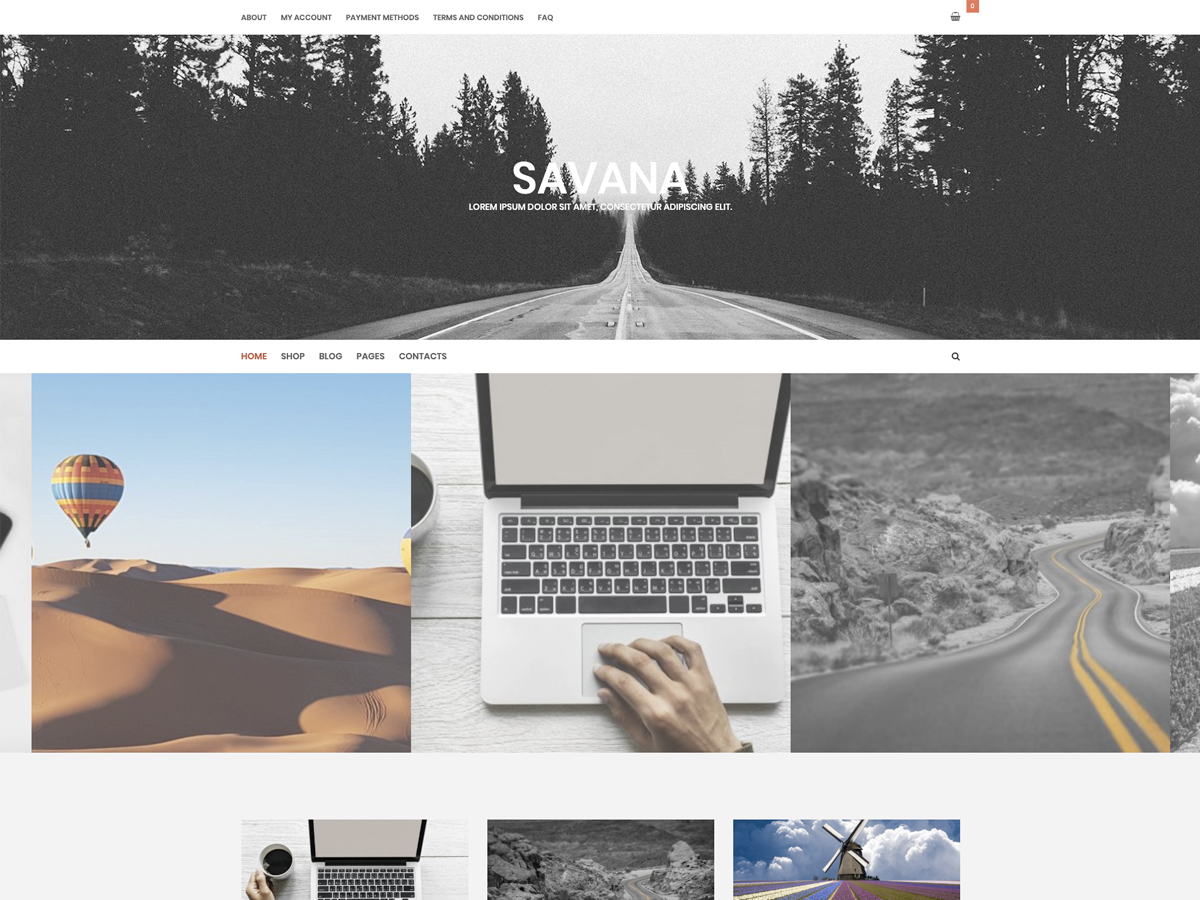 ABOUT MY ACCOUNT PAYMENT METHODS TERMS AND CONDITIONS FAQ 0
SAVANA
LOREM IPSUM DOLOR SIT AMET, CONSECTETUR ADIPISCING ELIT.
HOME SHOP BLOG PAGES CONTACTS